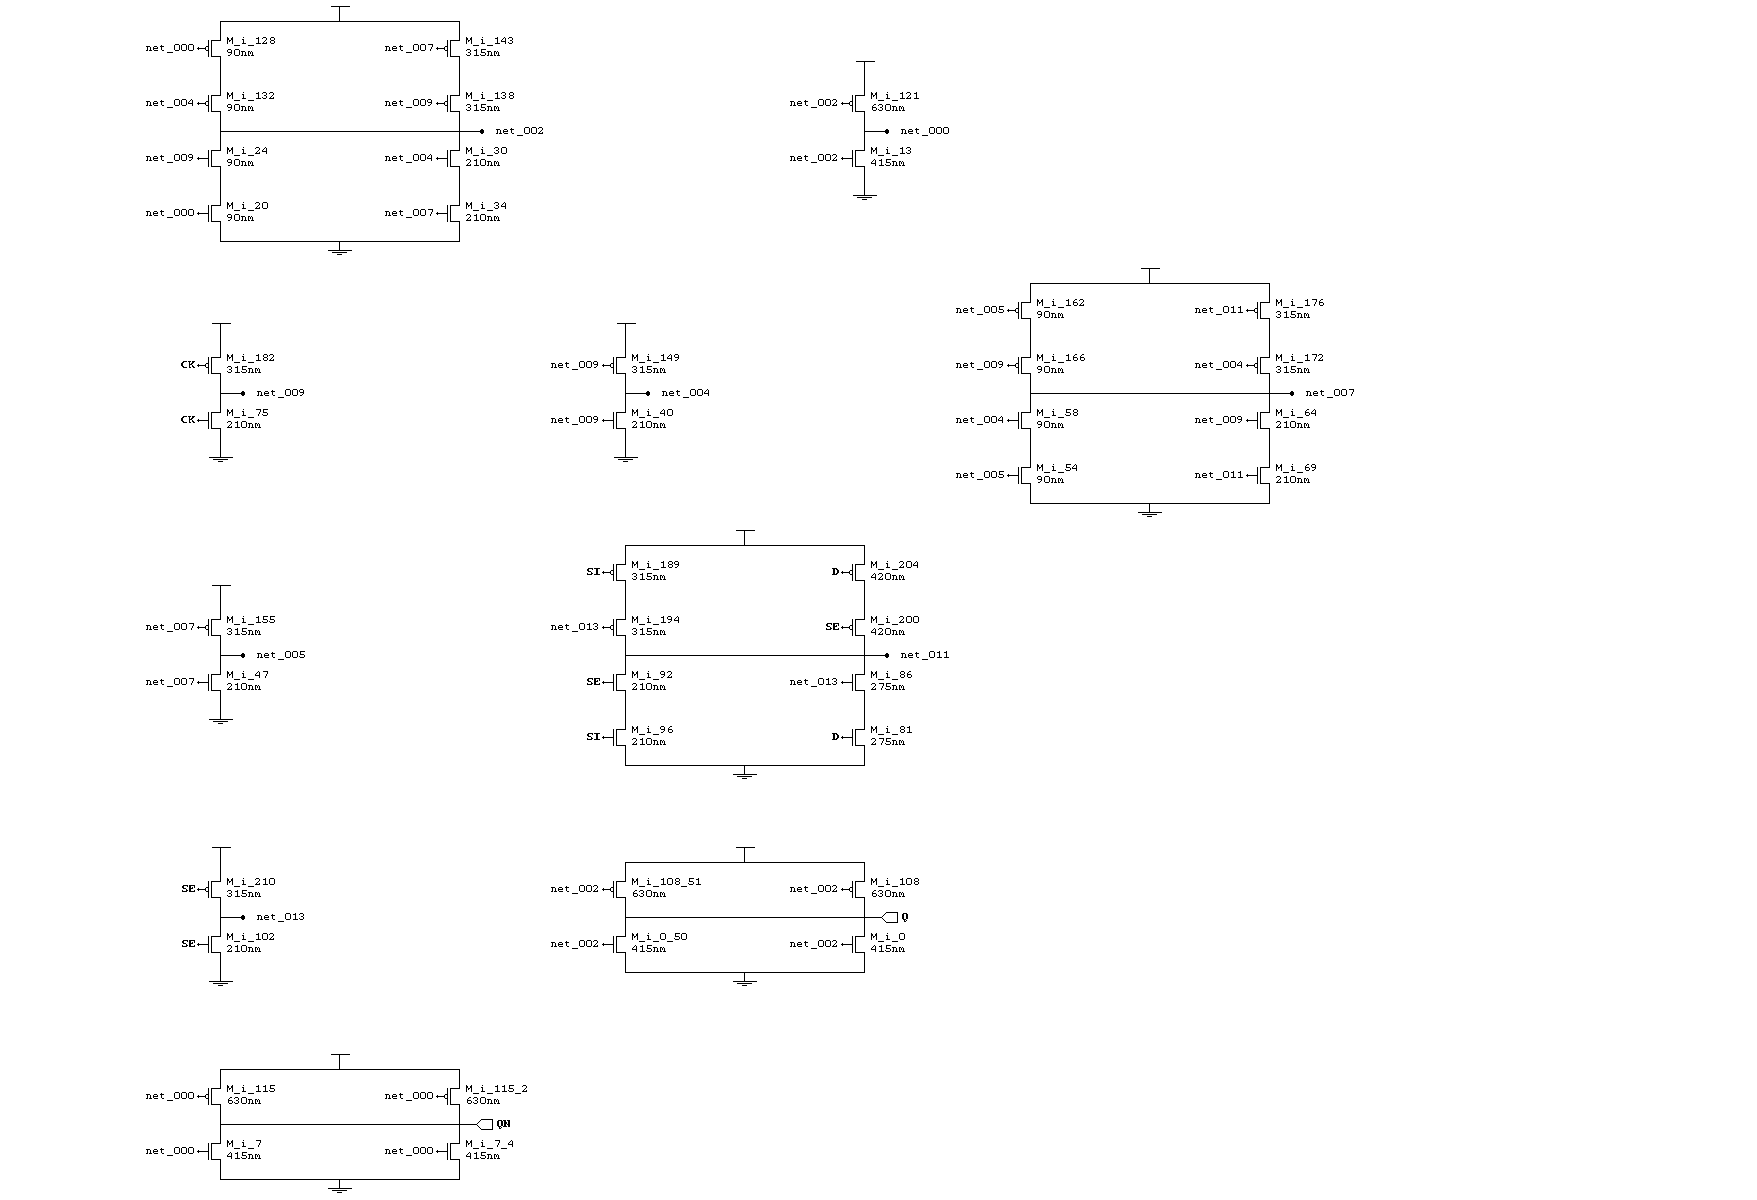 net_000 M_i_128 90nm net_007 M_i_143 315nm
net_004 M_i_132 90nm net_009 M_i_138 315nm net_002 M_i_121 630nm
net_002 net_000
net_009 M_i_24 90nm net_004 M_i_30 210nm net_002 M_i_13 415nm
net_000 M_i_20 90nm net_007 M_i_34 210nm
net_005 M_i_162 90nm net_011 M_i_176 315nm
CK M_i_182 315nm net_009 M_i_149 315nm net_009 M_i_166 90nm net_004 M_i_172 315nm
net_009 net_004 net_007
CK M_i_75 210nm net_009 M_i_40 210nm net_004 M_i_58 90nm net_009 M_i_64 210nm
net_005 M_i_54 90nm net_011 M_i_69 210nm
SI M_i_189 315nm D M_i_204 420nm
net_007 M_i_155 315nm net_013 M_i_194 315nm SE M_i_200 420nm
net_005 net_011
net_007 M_i_47 210nm SE M_i_92 210nm net_013 M_i_86 275nm
SI M_i_96 210nm D M_i_81 275nm
SE M_i_210 315nm net_002 M_i_108_51 630nm net_002 M_i_108 630nm
net_013 Q
SE M_i_102 210nm net_002 M_i_0_50 415nm net_002 M_i_0 415nm
net_000 M_i_115 630nm net_000 M_i_115_2 630nm
QN
net_000 M_i_7 415nm net_000 M_i_7_4 415nm